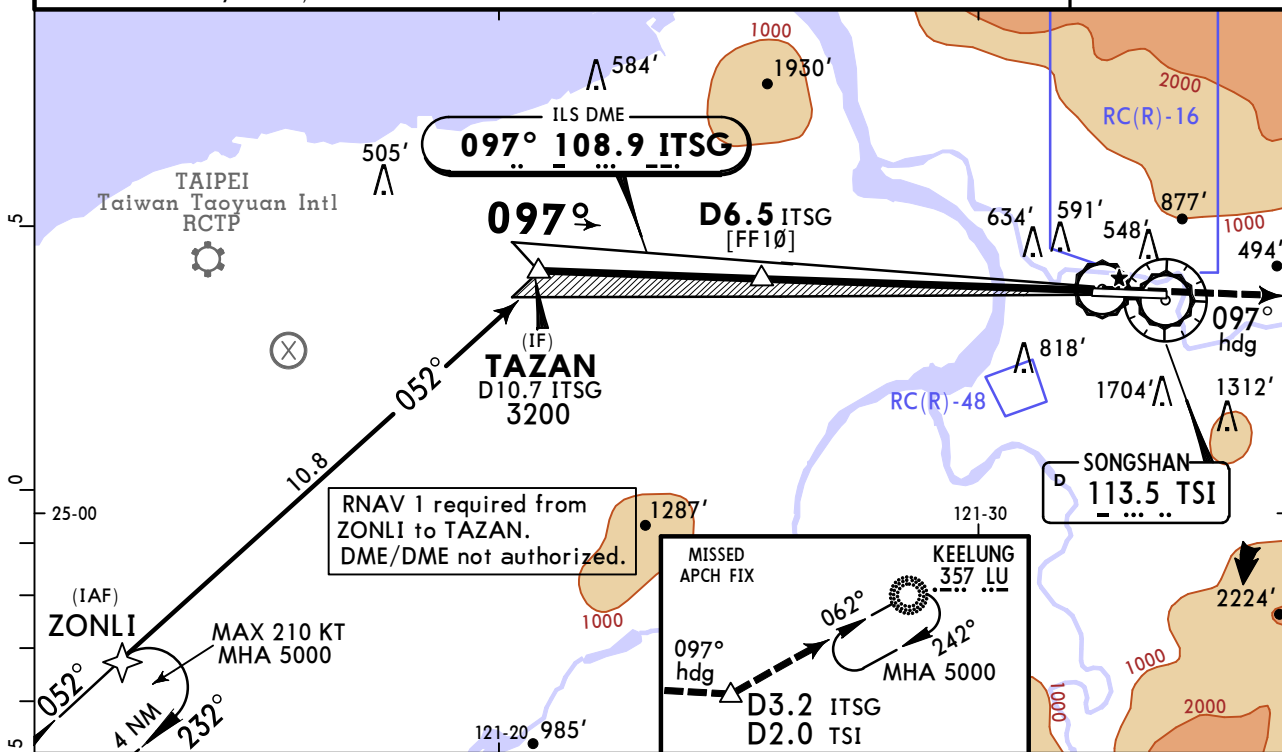 1000
584'
1930'
2000
ILS DME
097° 108.9 ITSG
RC(R)-16
505'
TAIPEI
Taiwan Taoyuan Intl
RCTP
877'
097°
D6.5 ITSG
[FF1Ø]
634'
591'
548'
1000
494'
5
(IF)
TAZAN
D10.7 ITSG
3200
097°
hdg
052°
818'
RC(R)-48
1704'
1312'
10.8
SONGSHAN
D
113.5 TSI
0
25-00
RNAV 1 required from
ZONLI to TAZAN.
DME/DME not authorized.
1287'
121-30
MISSED
APCH FIX
KEELUNG
357 LU
062°
242°
MHA 5000
097°
hdg
D3.2 ITSG
D2.0 TSI
(IAF)
ZONLI
MAX 210 KT
MHA 5000
1000
2224'
1000
052°
4 NM
232°
1000
2000
121-20
985'
5
X